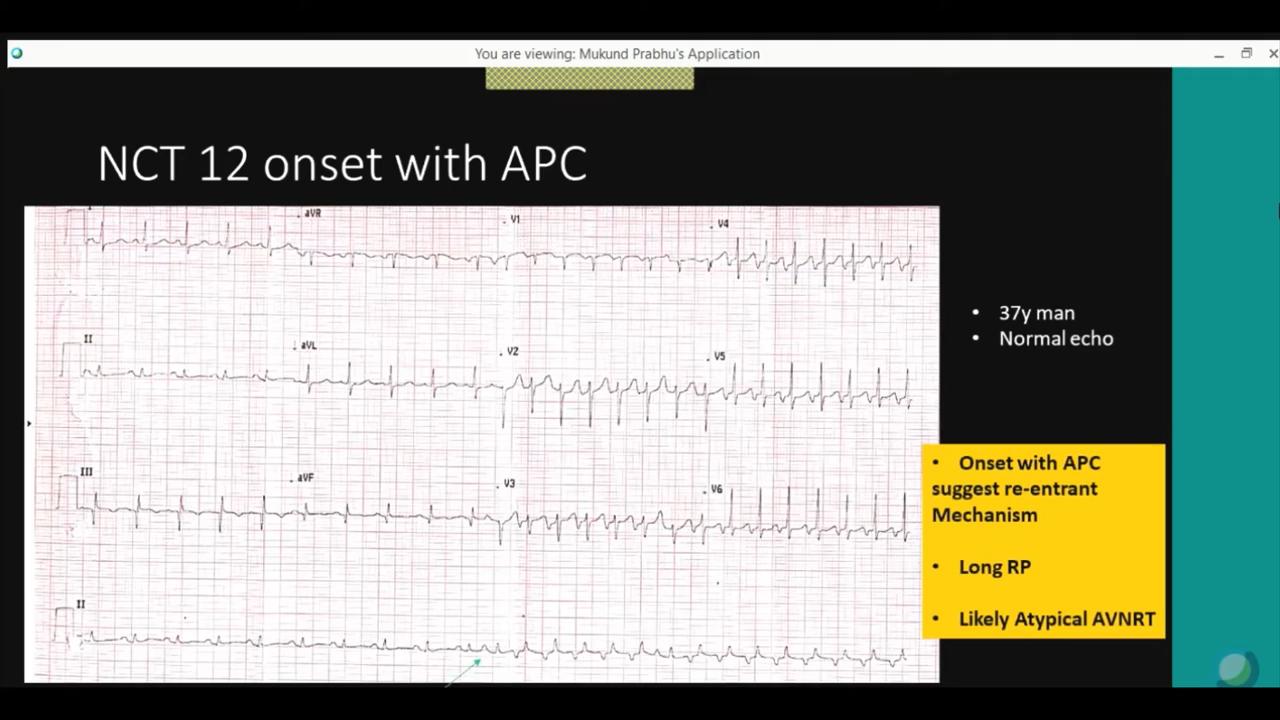 You are viewing: Mukund Prabhu's Application
NCT 12 onset with APC
I
aVR
V1
V4
II
aVL
V2
V5
III
aVF
V3
V6
II
• 37y man
• Normal echo
• Onset with APC
suggest re-entrant
Mechanism
• Long RP
• Likely Atypical AVNRT